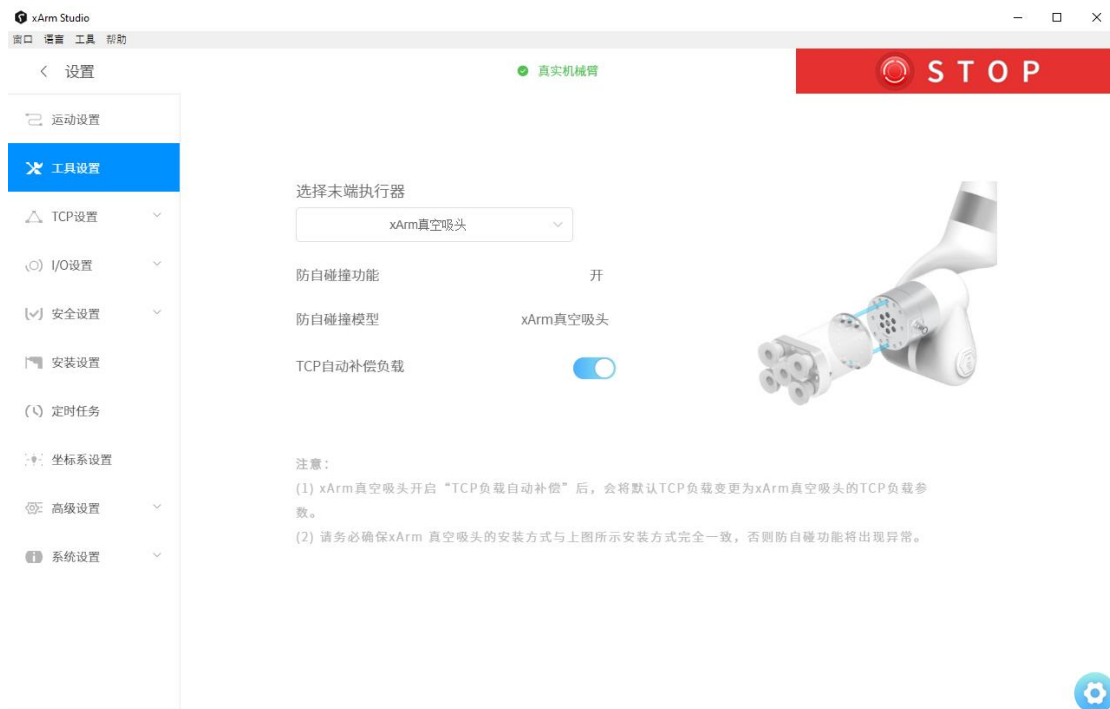 xArm Studio
窗口 语言 工具 帮助
设置
真实机械臂
STOP
运动设置
工具设置
TCP设置
I/O设置
安全设置
安装设置
定时任务
坐标系设置
高级设置
系统设置
选择末端执行器
xArm真空吸头
防自碰撞功能 开
防自碰撞模型 xArm真空吸头
TCP自动补偿负载
注意：
(1) xArm真空吸头开启“TCP负载自动补偿”后，会将默认TCP负载变更为xArm真空吸头的TCP负载参
数。
(2) 请务必确保xArm 真空吸头的安装方式与上图所示安装方式完全一致，否则防自碰功能将出现异常。